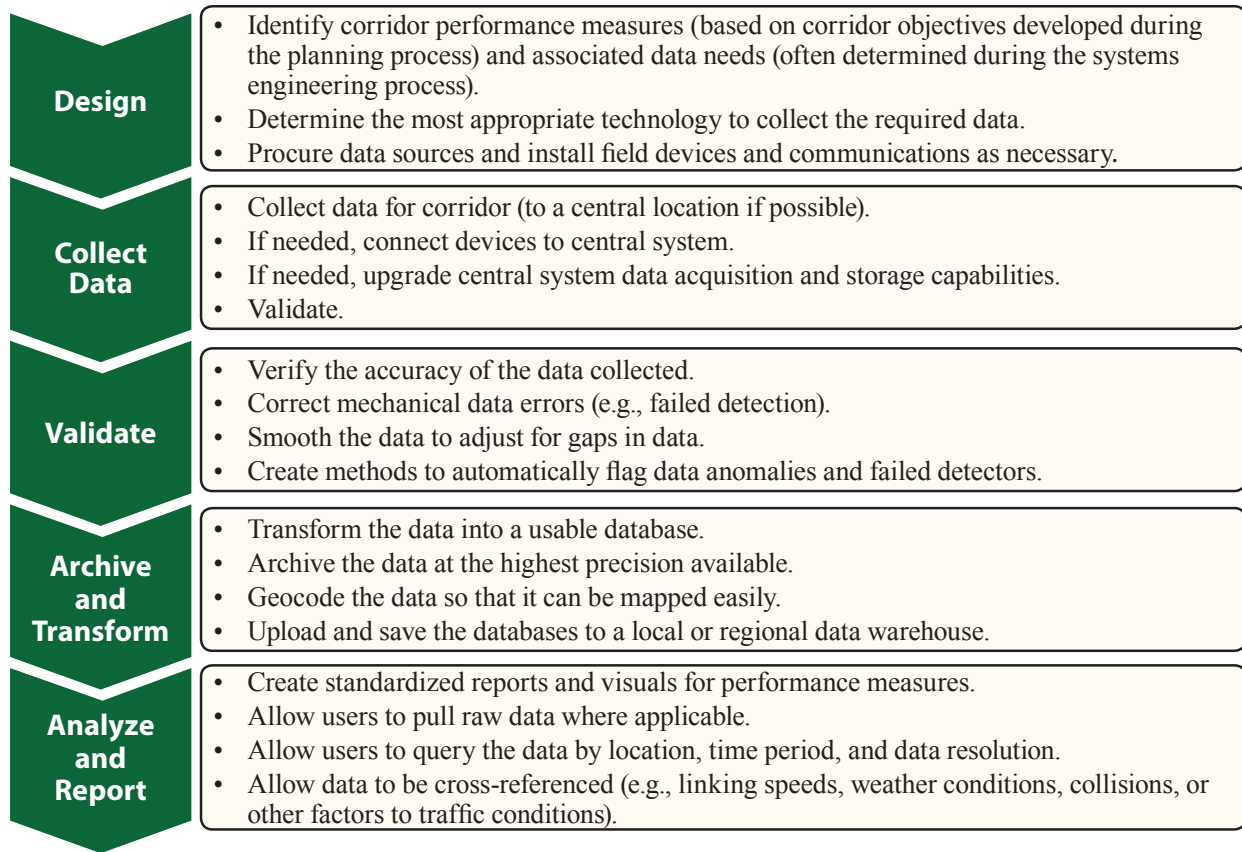 Design
• Identify corridor performance measures (based on corridor objectives developed during
the planning process) and associated data needs (often determined during the systems
engineering process).
• Determine the most appropriate technology to collect the required data.
• Procure data sources and install field devices and communications as necessary.
Collect
Data
• Collect data for corridor (to a central location if possible).
• If needed, connect devices to central system.
• If needed, upgrade central system data acquisition and storage capabilities.
• Validate.
Validate
• Verify the accuracy of the data collected.
• Correct mechanical data errors (e.g., failed detection).
• Smooth the data to adjust for gaps in data.
• Create methods to automatically flag data anomalies and failed detectors.
Archive
and
Transform
• Transform the data into a usable database.
• Archive the data at the highest precision available.
• Geocode the data so that it can be mapped easily.
• Upload and save the databases to a local or regional data warehouse.
Analyze
and
Report
• Create standardized reports and visuals for performance measures.
• Allow users to pull raw data where applicable.
• Allow users to query the data by location, time period, and data resolution.
• Allow data to be cross-referenced (e.g., linking speeds, weather conditions, collisions, or
other factors to traffic conditions).